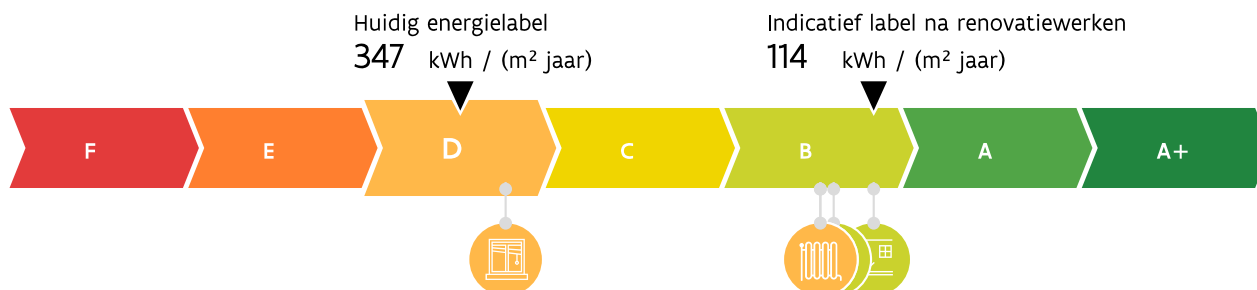 Huidig energielabel
347 kWh / (m² jaar)
Indicatief label na renovatiewerken
114 kWh / (m² jaar)
F E D C B A A+